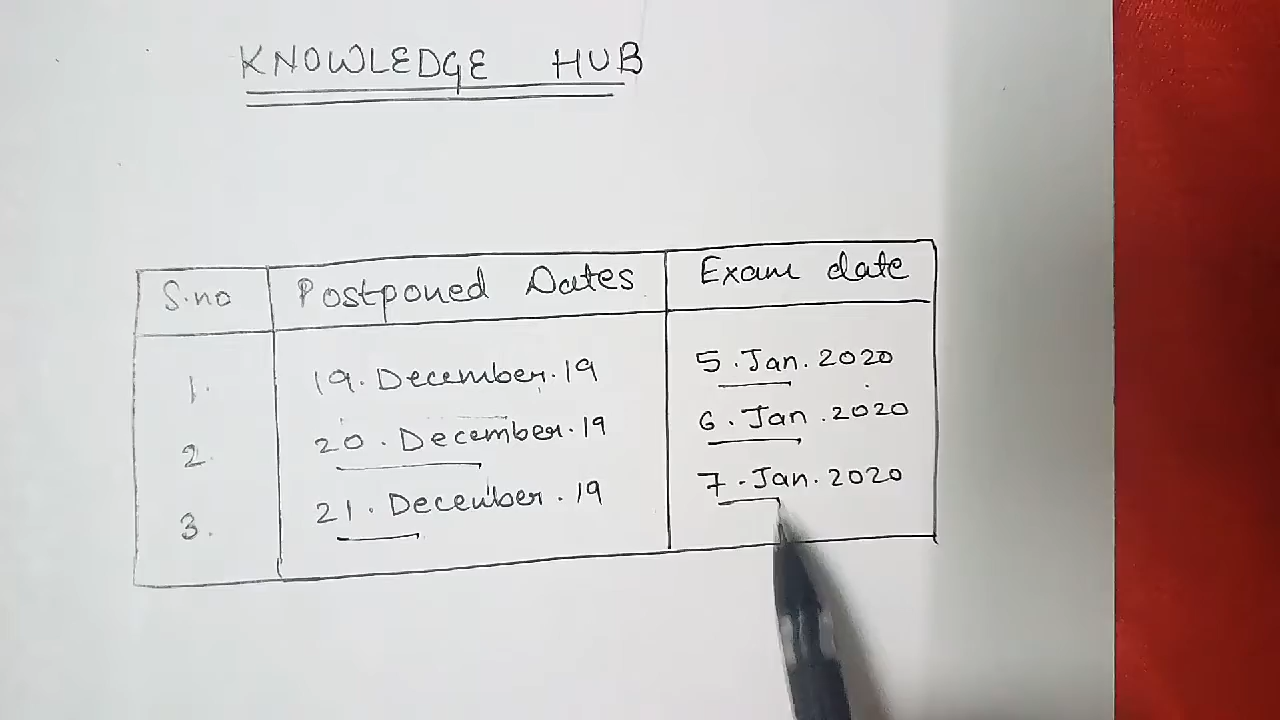 KNOWLEDGE HUB
S.no Postponed Dates Exam date
1. 19.December.19 5.Jan.2020
2. 20.December.19 6.Jan.2020
3. 21.December.19 7.Jan.2020